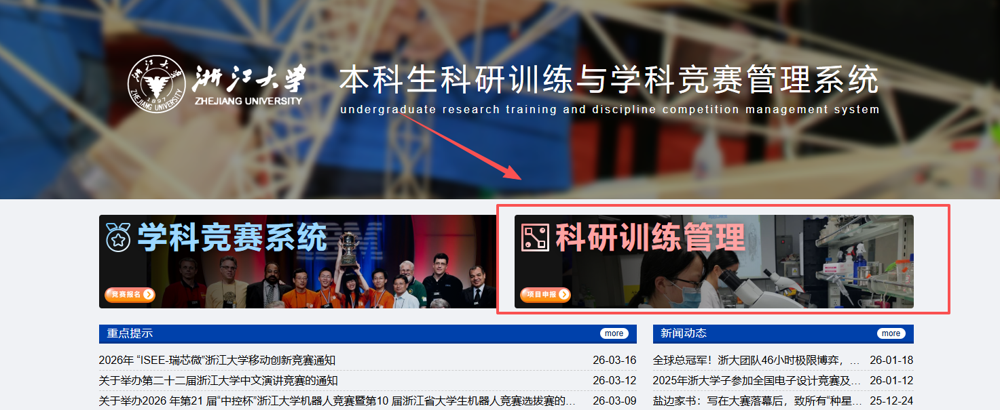 浙江大学
ZHEJIANG UNIVERSITY
浙江大学
ZHEJIANG UNIVERSITY
1897
本科生科研训练与学科竞赛管理系统
undergraduate research training and discipline competition management system
学科竞赛系统
IBM
竞赛报名
科研训练管理
项目申报
重点提示
more
2026年 “ISEE-瑞芯微”浙江大学移动创新竞赛通知 26-03-16
关于举办第二十二届浙江大学中文演讲竞赛的通知 26-03-12
关于举办2026 年第21 届“中控杯”浙江大学机器人竞赛暨第10 届浙江省大学生机器人竞赛选拔赛的... 26-03-09
新闻动态
more
全球总冠军！浙大团队46小时极限博弈，... 26-01-18
2025年浙大学子参加全国电子设计竞赛及... 26-01-12
盐边家书：写在大赛落幕后，致所有“种星... 25-12-24